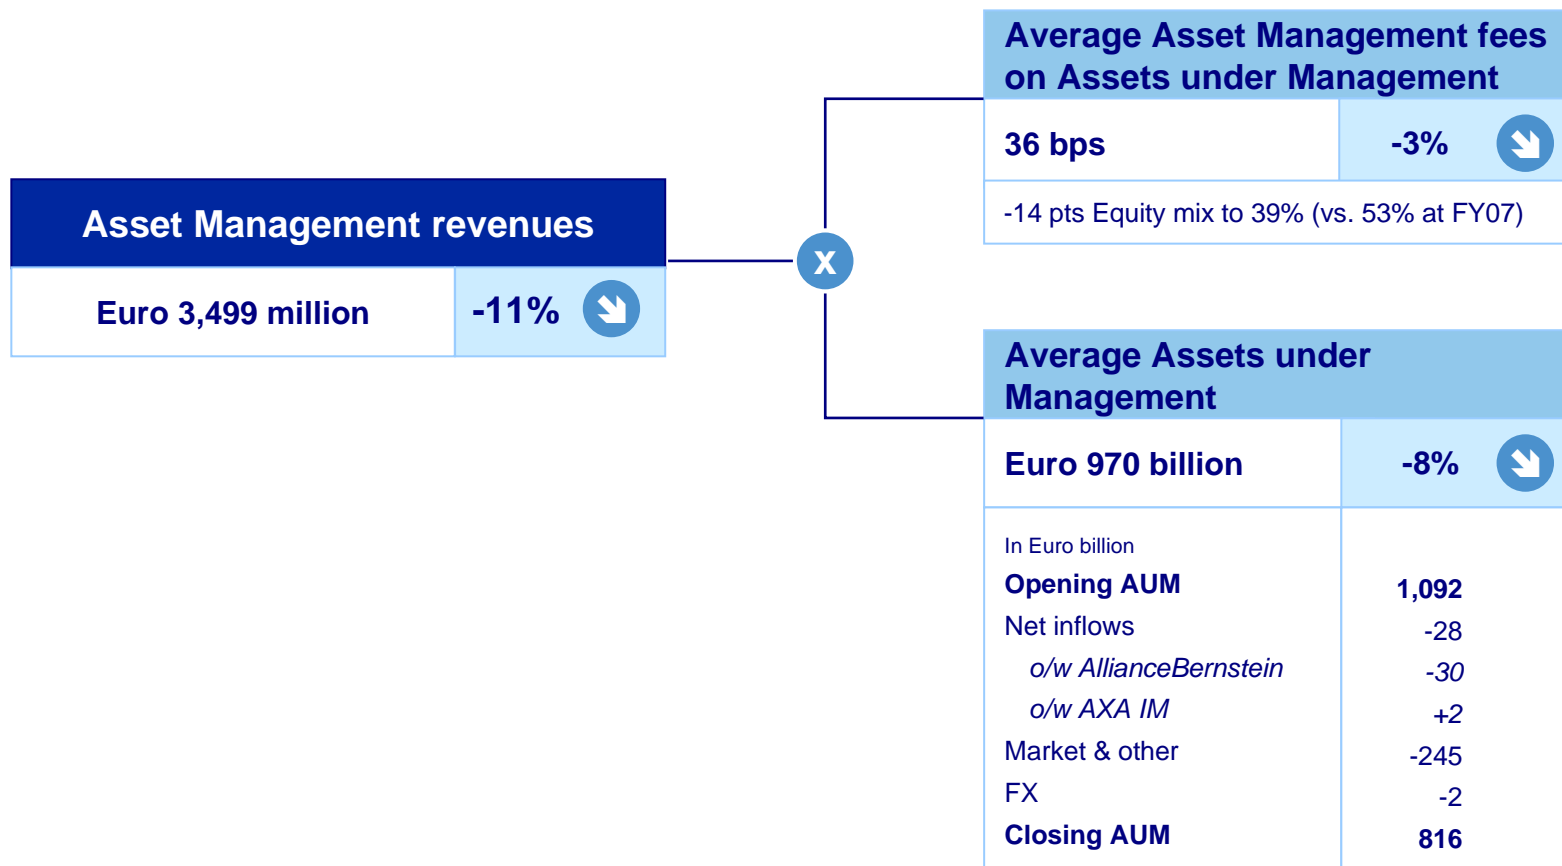 Average Asset Management fees
on Assets under Management
36 bps -3%
-14 pts Equity mix to 39% (vs. 53% at FY07)
Asset Management revenues
Euro 3,499 million -11%
x
Average Assets under
Management
Euro 970 billion -8%
In Euro billion
Opening AUM 1,092
Net inflows -28
o/w AllianceBernstein -30
o/w AXA IM +2
Market & other -245
FX -2
Closing AUM 816